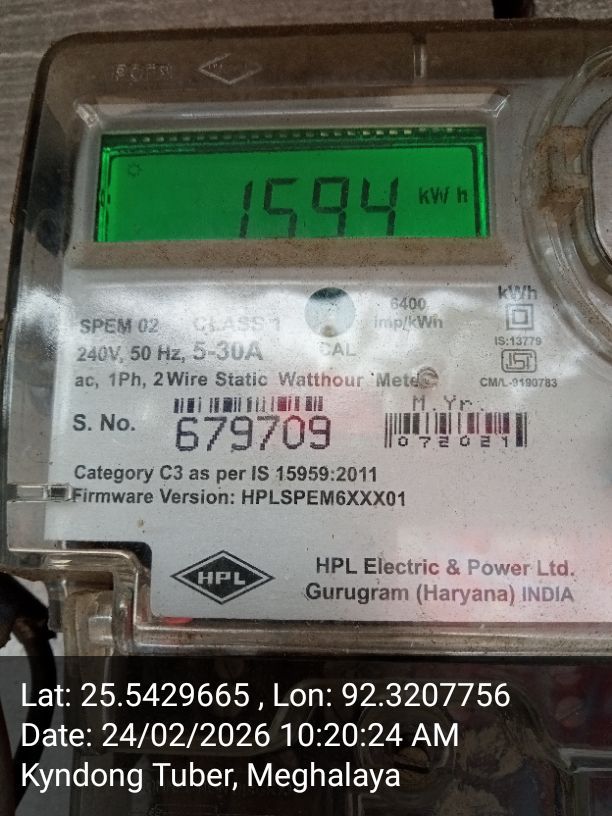 1594 kWh
SPEM 02 CLASS 1
6400 imp/kWh
CAL
kWh
IS:13779
CM/L-9190783
240V, 50 Hz, 5-30A
ac, 1Ph, 2 Wire Static Watthour Meter
S. No. 679709
M.Yr.
072021
Category C3 as per IS 15959:2011
Firmware Version: HPLSPEM6XXX01
HPL
HPL Electric & Power Ltd.
Gurugram (Haryana) INDIA
Lat: 25.5429665 , Lon: 92.3207756
Date: 24/02/2026 10:20:24 AM
Kyndong Tuber, Meghalaya